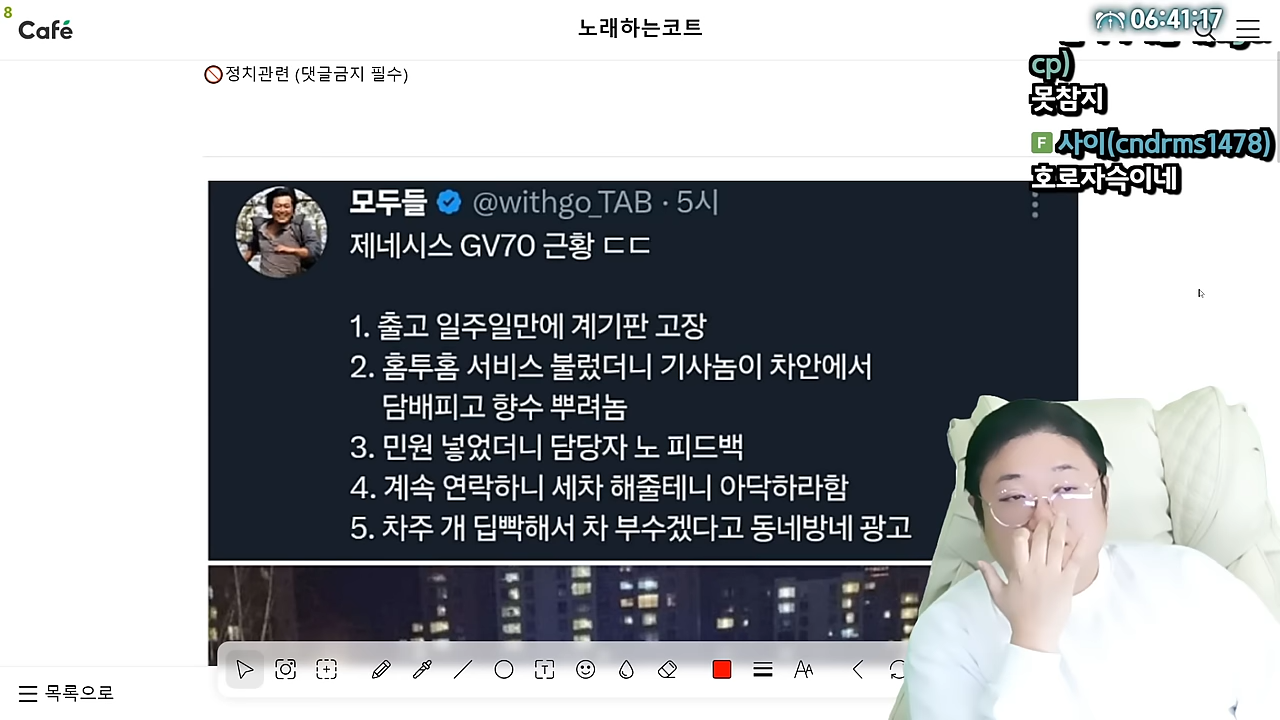 8
Café
노래하는코트
06:41:17
정치관련 (댓글금지 필수)
cp)
못참지
F 사이(cndrms1478)
호로자슥이네
모두들 @withgo_TAB · 5시
제네시스 GV70 근황 ㄷㄷ
1. 출고 일주일만에 계기판 고장
2. 홈투홈 서비스 불렀더니 기사놈이 차안에서
담배피고 향수 뿌려놈
3. 민원 넣었더니 담당자 노 피드백
4. 계속 연락하니 세차 해줄테니 아닥하라함
5. 차주 개 딥빡해서 차 부수겠다고 동네방네 광고
T
AA
목록으로